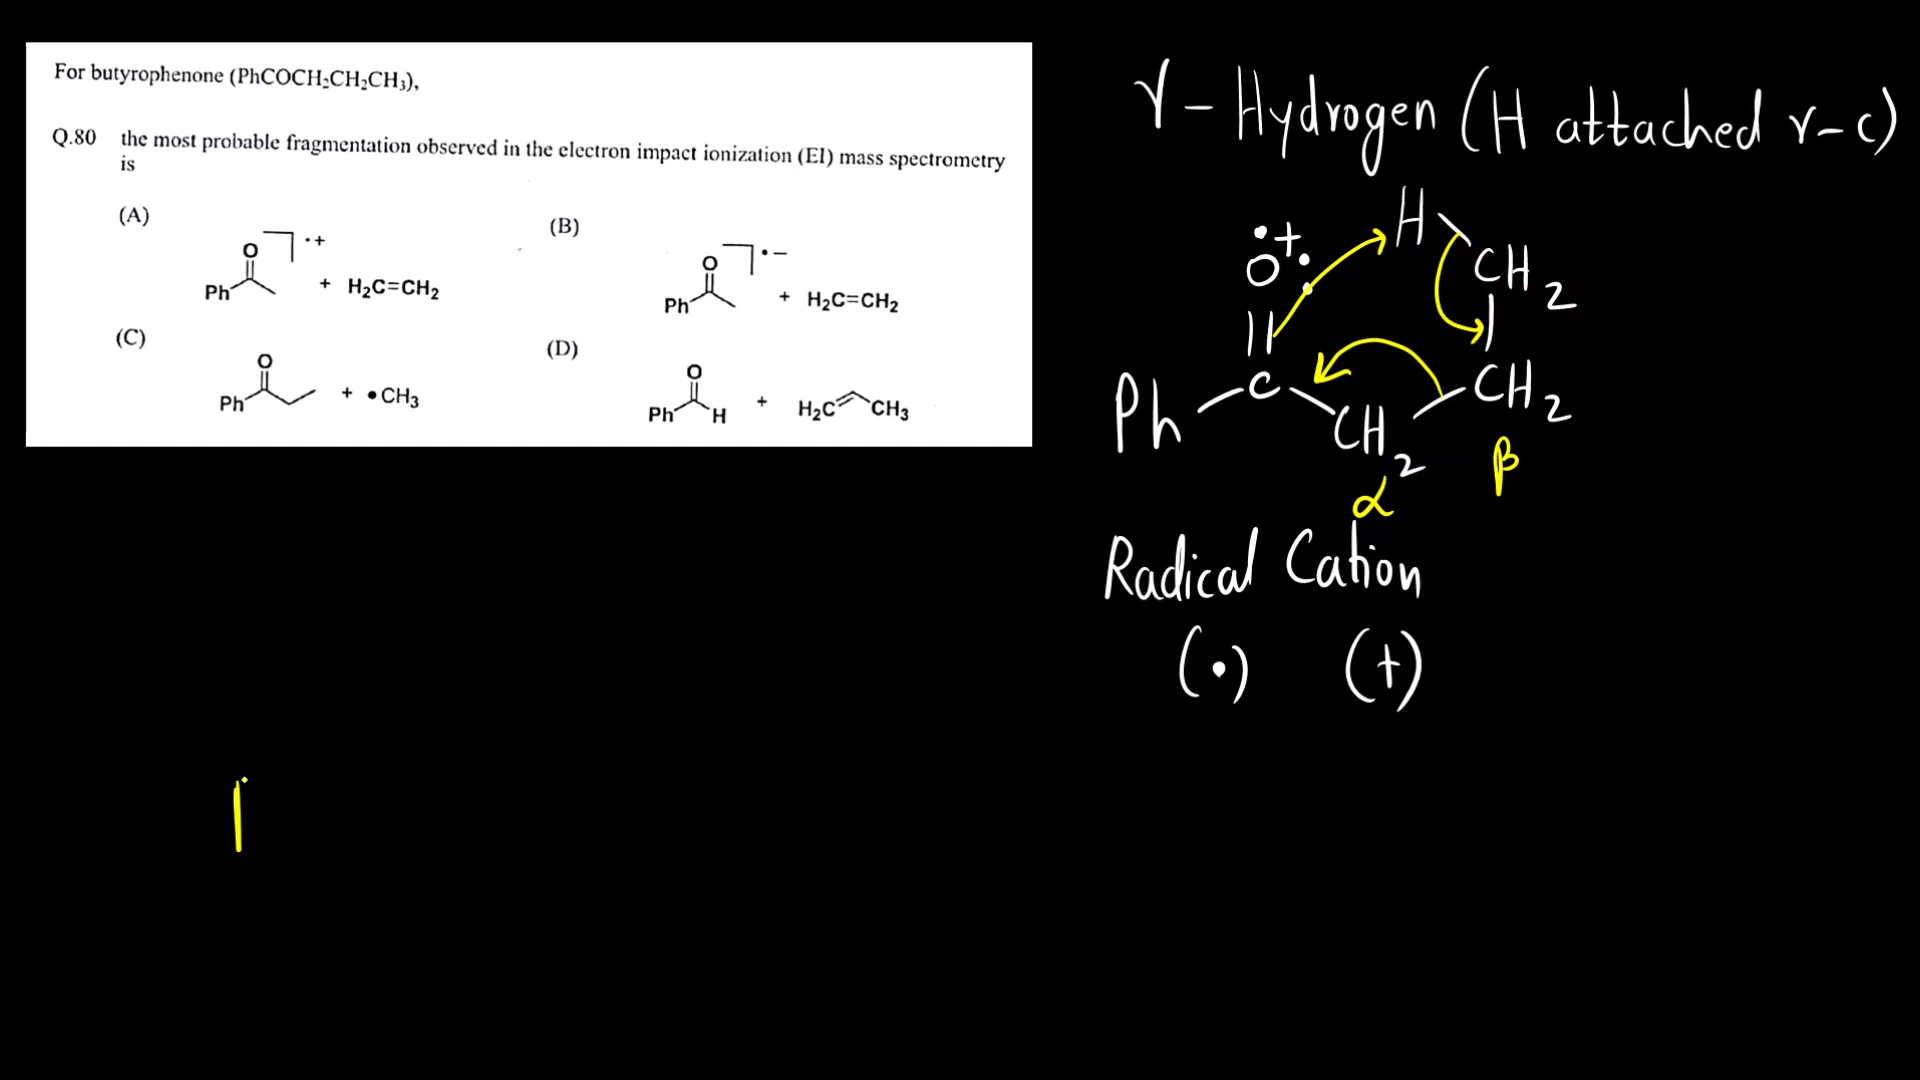 For butyrophenone (PhCOCH₂CH₂CH₃),
Q.80 the most probable fragmentation observed in the electron impact ionization (EI) mass spectrometry
is
(A)
O ·+
Ph + H₂C=CH₂
(B)
O ·−
Ph + H₂C=CH₂
(C)
O
Ph + •CH₃
(D)
O
Ph H + H₂C CH₃
γ - Hydrogen (H attached γ-c)
H
·+
O
CH₂
Ph C CH₂ CH₂
α β
Radical Cation
(•) (+)